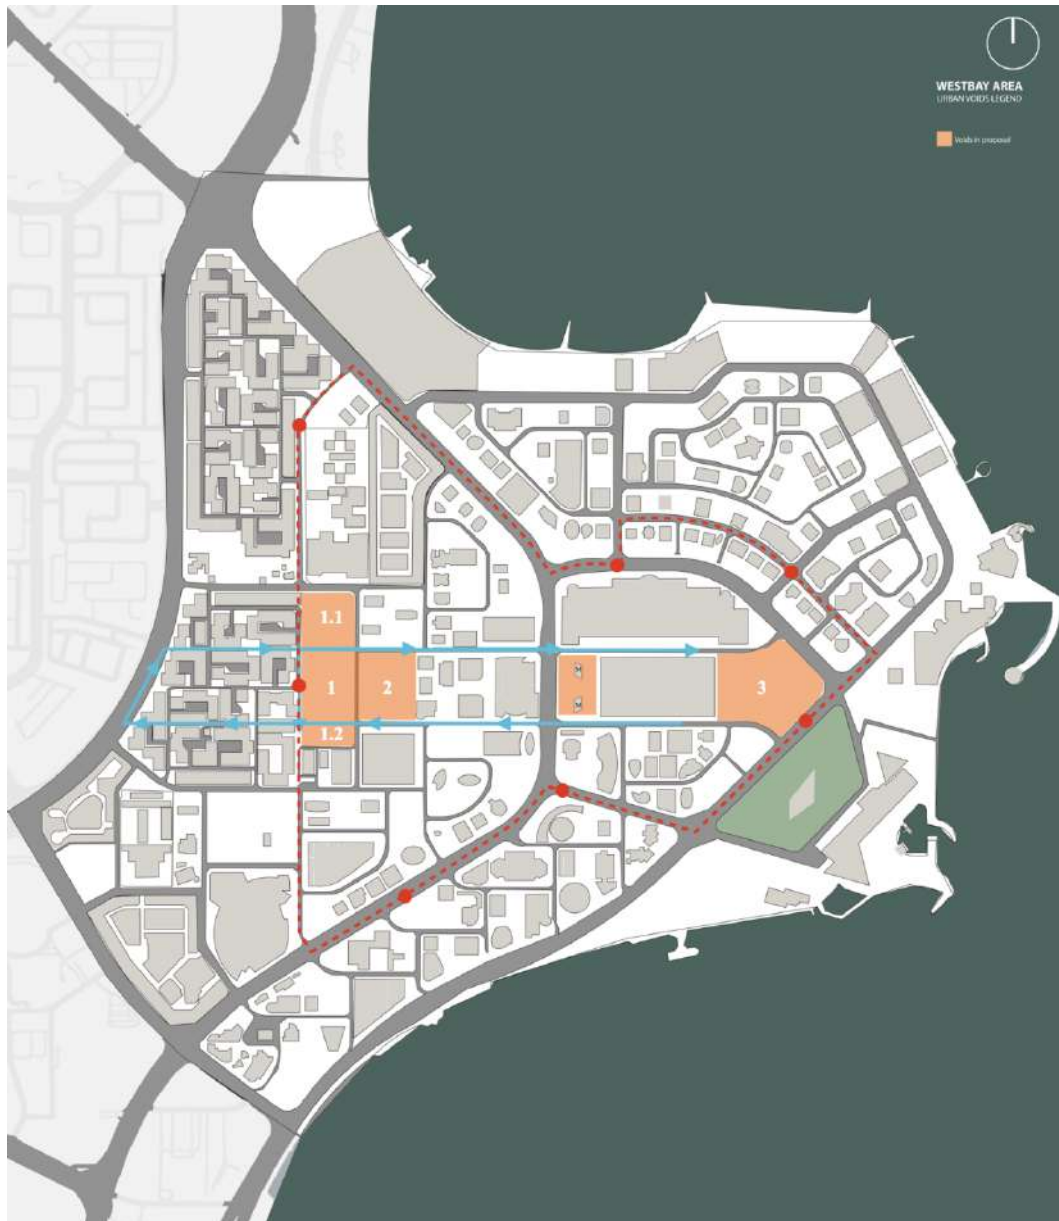 WESTBAY AREA
URBAN VOIDS LEGEND
Voids in proposal
1.1
1
2
3
1.2